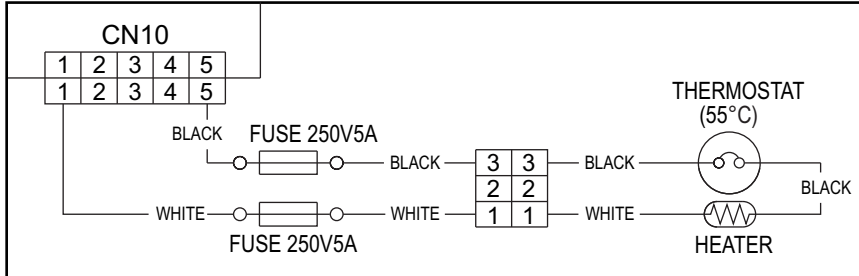 CN10
1 2 3 4 5
1 2 3 4 5
THERMOSTAT
(55°C)
BLACK
FUSE 250V5A
BLACK
3 3
BLACK
2 2
BLACK
WHITE
WHITE
1 1
WHITE
FUSE 250V5A
HEATER